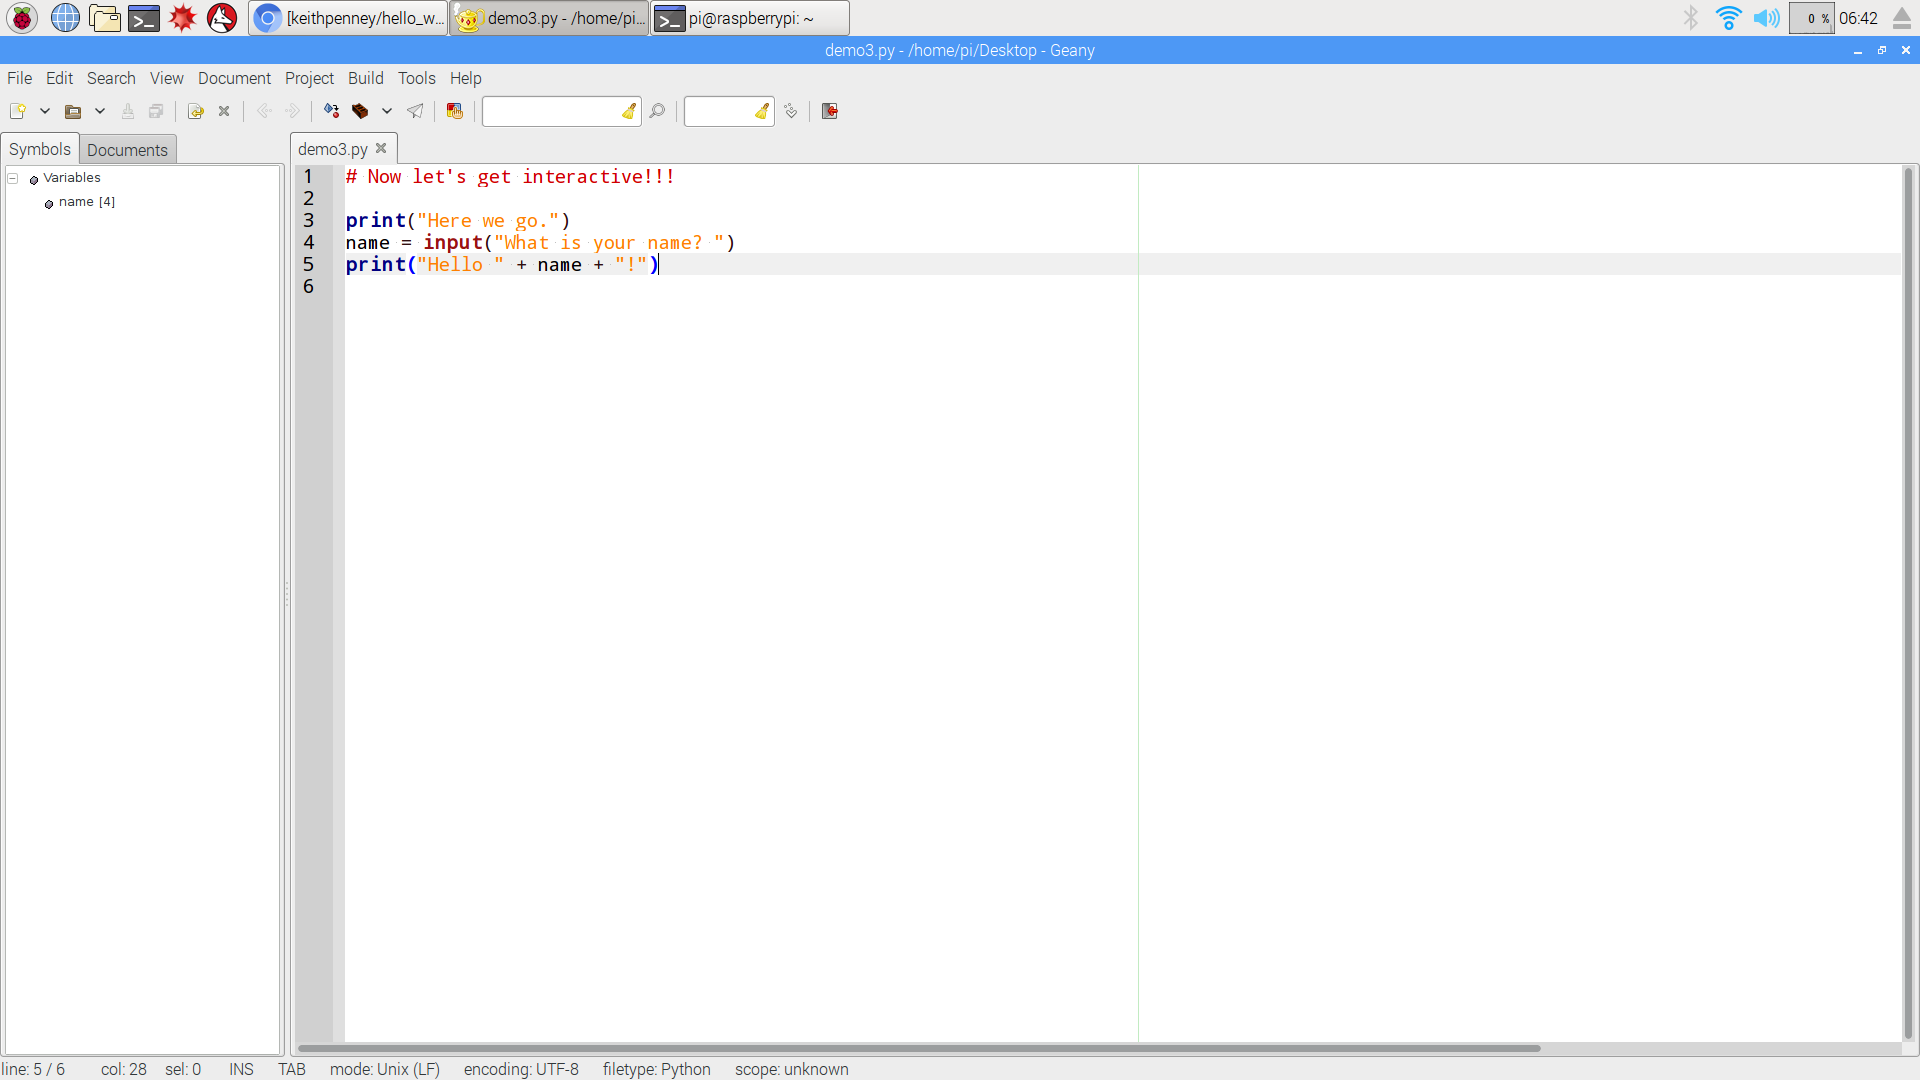 [keithpenney/hello_w... demo3.py - /home/pi... pi@raspberrypi: ~ 0 % 06:42
demo3.py - /home/pi/Desktop - Geany
File Edit Search View Document Project Build Tools Help
Symbols Documents
Variables
name [4]
demo3.py
1 # Now let's get interactive!!!
2
3 print("Here we go.")
4 name = input("What is your name? ")
5 print("Hello " + name + "!")
6
line: 5 / 6 col: 28 sel: 0 INS TAB mode: Unix (LF) encoding: UTF-8 filetype: Python scope: unknown